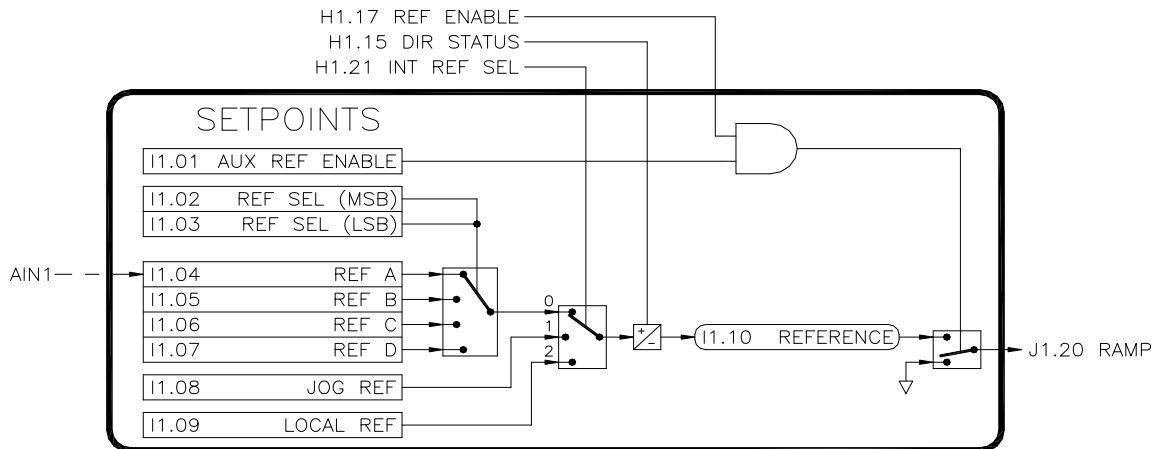 H1.17 REF ENABLE
H1.15 DIR STATUS
H1.21 INT REF SEL
SETPOINTS
I1.01 AUX REF ENABLE
I1.02 REF SEL (MSB)
I1.03 REF SEL (LSB)
AIN1
I1.04 REF A
I1.05 REF B
I1.06 REF C
I1.07 REF D
0
1
2
+
-
I1.10 REFERENCE
J1.20 RAMP
I1.08 JOG REF
I1.09 LOCAL REF